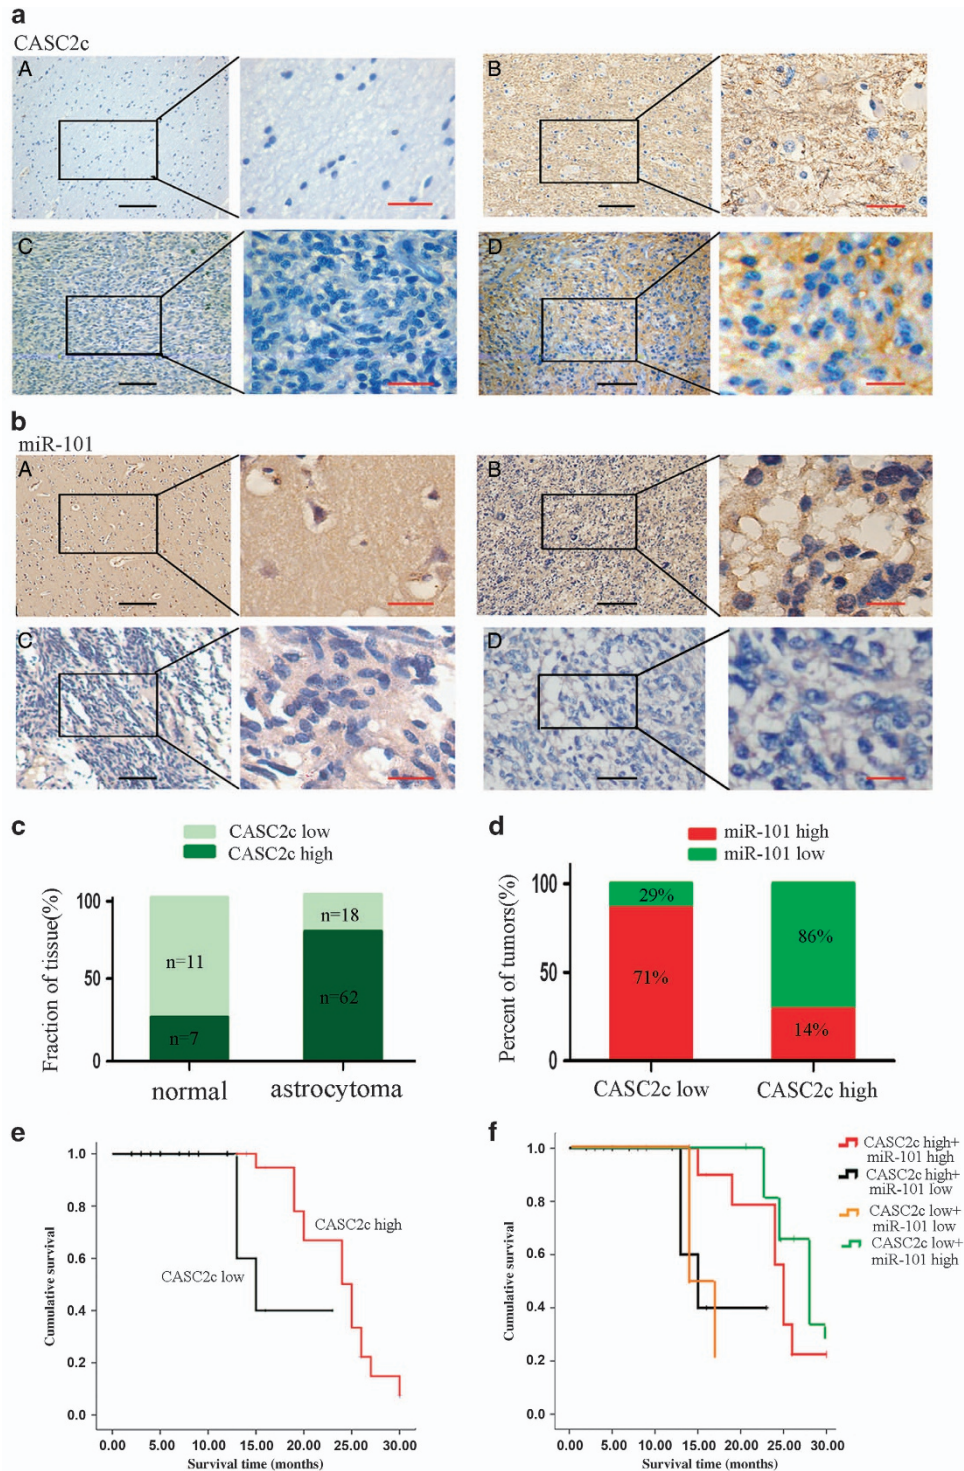 a
CASC2c
A
B
C
D
b
miR-101
A
B
C
D
c
CASC2c low
CASC2c high
Fraction of tissue(%)
100
50
0
n=11
n=7
n=18
n=62
normal
astrocytoma
d
miR-101 high
miR-101 low
Percent of tumors(%)
100
50
0
29%
71%
86%
14%
CASC2c low
CASC2c high
e
Cumulative survival
1.0
0.8
0.6
0.4
0.2
0.0
CASC2c high
CASC2c low
0.00 5.00 10.00 15.00 20.00 25.00 30.00
Survival time (months)
f
Cumulative survival
1.0
0.8
0.6
0.4
0.2
0.0
0.00 5.00 10.00 15.00 20.00 25.00 30.00
Survival time (months)
CASC2c high+
miR-101 high
CASC2c high+
miR-101 low
CASC2c low+
miR-101 low
CASC2c low+
miR-101 high